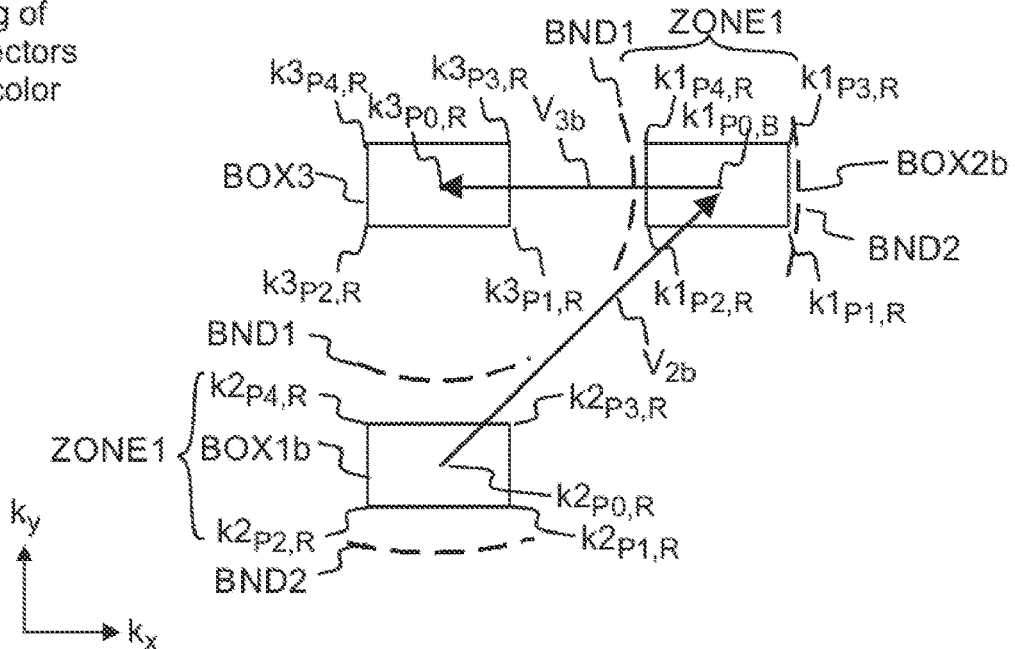 g of
ectors
color
BND1
ZONE1
k3P4,R
k3P3,R
k1P4,R
k1P3,R
k3P0,R
V3b
k1P0,B
BOX3
BOX2b
BND2
k3P2,R
k3P1,R
k1P2,R
k1P1,R
BND1
V2b
k2P4,R
k2P3,R
ZONE1
BOX1b
k2P0,R
ky
k2P2,R
k2P1,R
BND2
kx